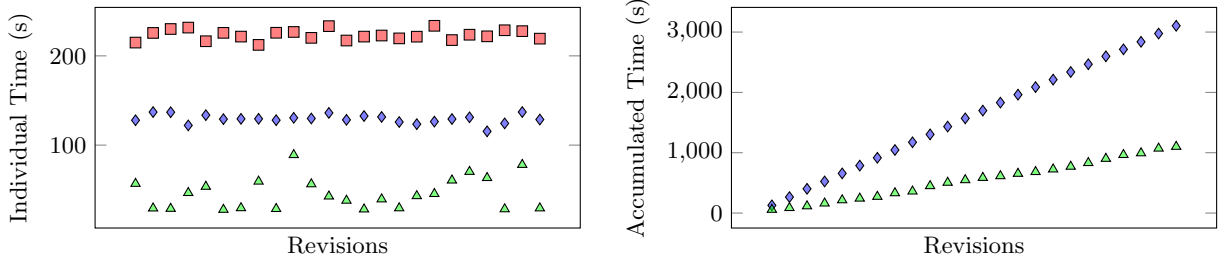 Individual Time (s)
200
100
Revisions
Accumulated Time (s)
3,000
2,000
1,000
0
Revisions